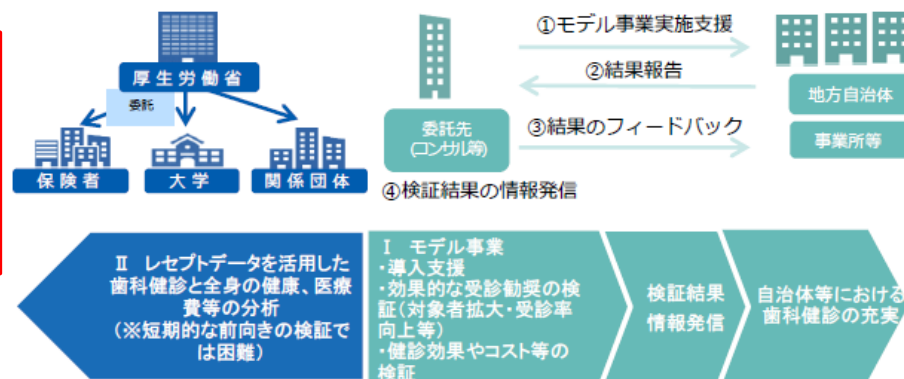 厚生労働省
委託
保険者
大学
関係団体
①モデル事業実施支援
②結果報告
③結果のフィードバック
④検証結果の情報発信
委託先
(コンサル等)
地方自治体
事業所等
Ⅱ レセプトデータを活用した
歯科健診と全身の健康、医療
費等の分析
(※短期的な前向きの検証で
は困難)
Ⅰ モデル事業
・導入支援
・効果的な受診勧奨の検
証(対象者拡大・受診率
向上等)
・健診効果やコスト等の
検証
検証結果
情報発信
自治体等における
歯科健診の充実